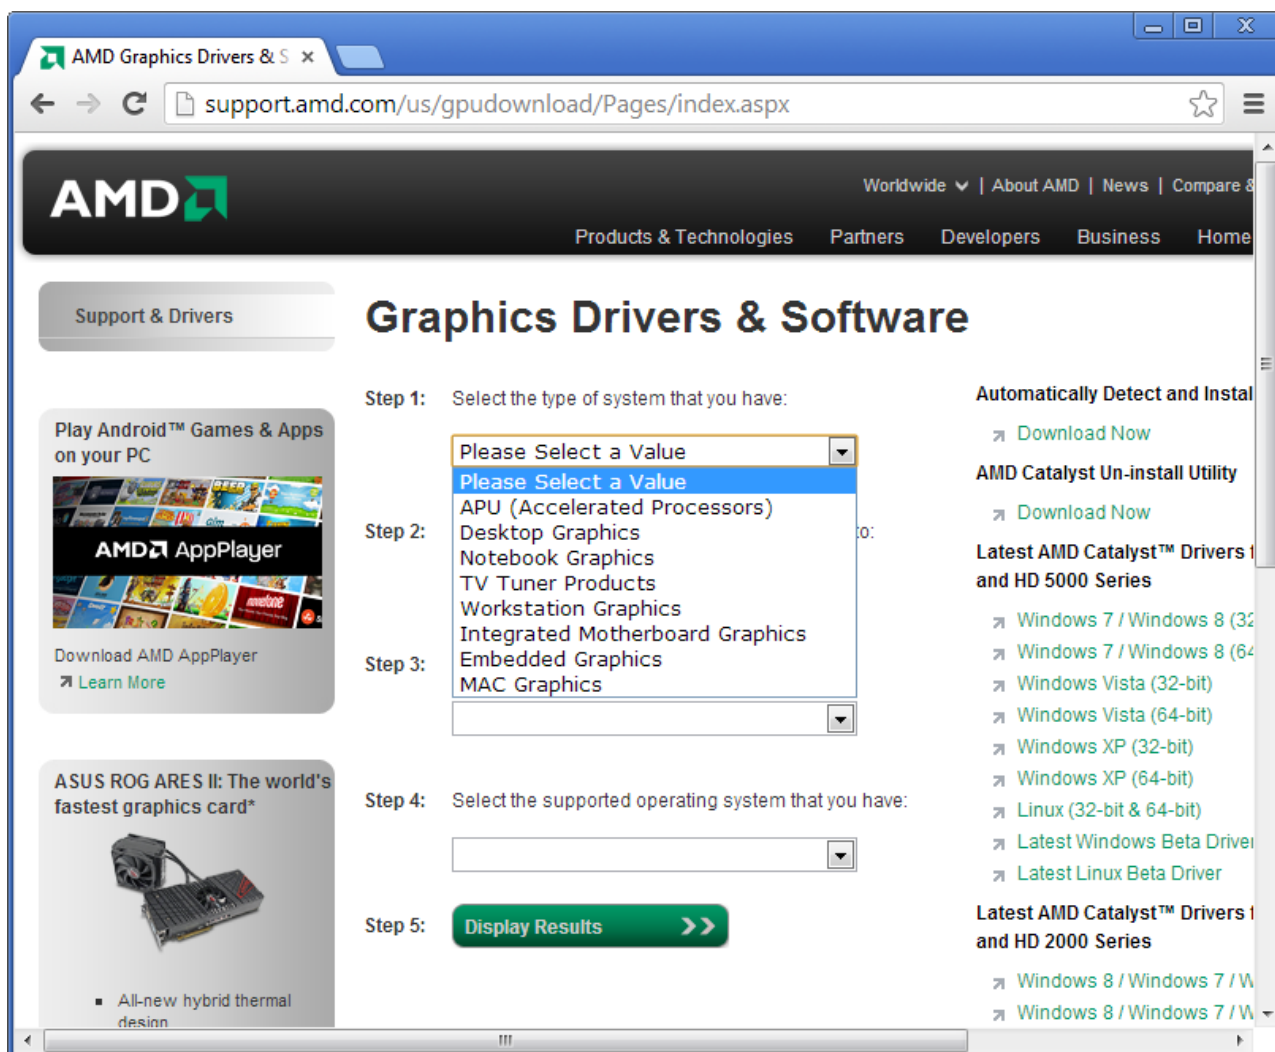 AMD Graphics Drivers & S
support.amd.com/us/gpudownload/Pages/index.aspx
AMD
Worldwide | About AMD | News | Compare &
Products & Technologies Partners Developers Business Home
Support & Drivers
Play Android™ Games & Apps
on your PC
AMD AppPlayer
Download AMD AppPlayer
Learn More
ASUS ROG ARES II: The world's
fastest graphics card*
All-new hybrid thermal
design
Graphics Drivers & Software
Step 1: Select the type of system that you have:
Please Select a Value
Please Select a Value
APU (Accelerated Processors)
Desktop Graphics
Notebook Graphics
TV Tuner Products
Workstation Graphics
Integrated Motherboard Graphics
Embedded Graphics
MAC Graphics
Step 2: to:
Step 3:
Step 4: Select the supported operating system that you have:
Step 5: Display Results
Automatically Detect and Instal
Download Now
AMD Catalyst Un-install Utility
Download Now
Latest AMD Catalyst™ Drivers f
and HD 5000 Series
Windows 7 / Windows 8 (32
Windows 7 / Windows 8 (64
Windows Vista (32-bit)
Windows Vista (64-bit)
Windows XP (32-bit)
Windows XP (64-bit)
Linux (32-bit & 64-bit)
Latest Windows Beta Driver
Latest Linux Beta Driver
Latest AMD Catalyst™ Drivers f
and HD 2000 Series
Windows 8 / Windows 7 / W
Windows 8 / Windows 7 / W